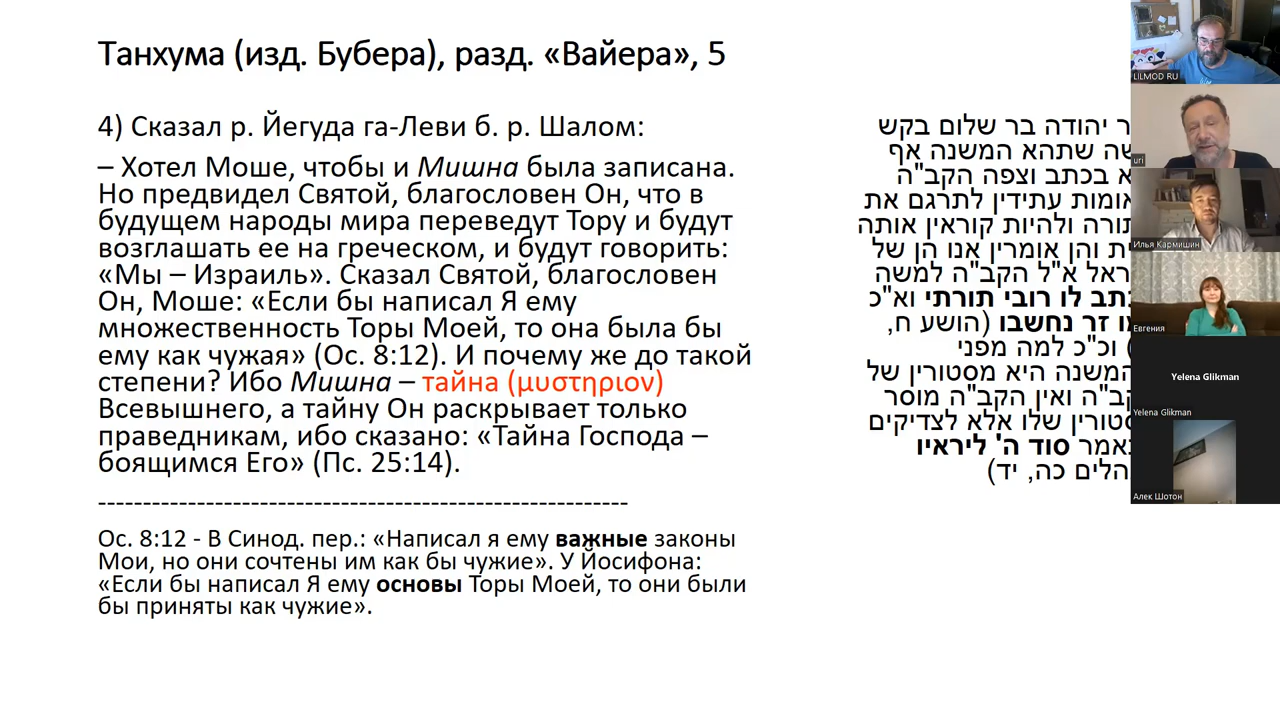 Танхума (изд. Бубера), разд. «Вайера», 5
4) Сказал р. Йегуда га-Леви б. р. Шалом:
– Хотел Моше, чтобы и Мишна была записана.
Но предвидел Святой, благословен Он, что в
будущем народы мира переведут Тору и будут
возглашать ее на греческом, и будут говорить:
«Мы – Израиль». Сказал Святой, благословен
Он, Моше: «Если бы написал Я ему
множественность Торы Моей, то она была бы
ему как чужая» (Ос. 8:12). И почему же до такой
степени? Ибо Мишна – тайна (μυστηριον)
Всевышнего, а тайну Он раскрывает только
праведникам, ибо сказано: «Тайна Господа –
боящимся Его» (Пс. 25:14).
------------------------------------------------------------
Ос. 8:12 - В Синод. пер.: «Написал я ему важные законы
Мои, но они сочтены им как бы чужие». У Йосифона:
«Если бы написал Я ему основы Торы Моей, то они были
бы приняты как чужие».
ר יהודה בר שלום בקש
שה שתהא המשנה אף
א בכתב וצפה הקב"ה
אומות עתידין לתרגם את
תורה ולהיות קוראין אותה
ת והן אומרין אנו הן של
ראל א"ל הקב"ה למשה
תב לו רובי תורתי וא"כ
ו זר נחשבו (הושע ח,
) וכ"כ למה מפני
המשנה היא מסטורין של
קב"ה ואין הקב"ה מוסר
סטורין שלו אלא לצדיקים
נאמר סוד ה' ליראיו
הלים כה, יד)
LILMOD RU
uri
Илья Кармишин
Евгения
Yelena Glikman
Yelena Glikman
Алек Шотон